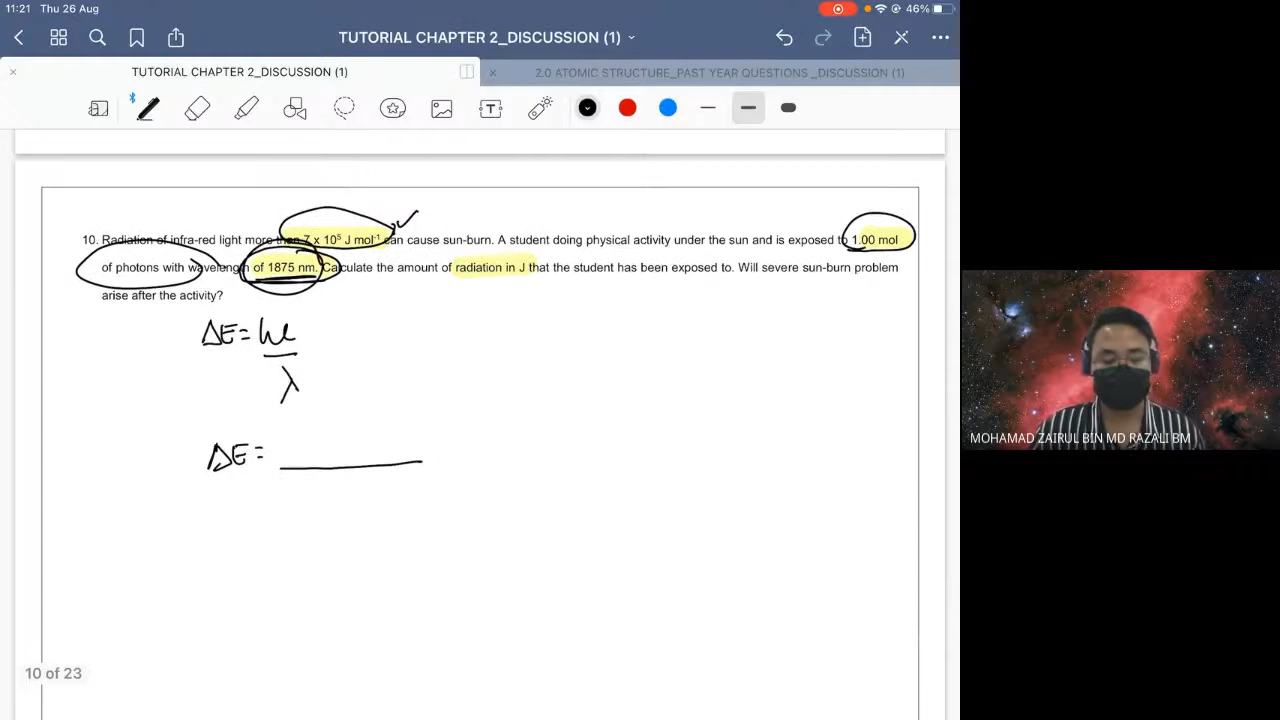 11:21 Thu 26 Aug
46%
TUTORIAL CHAPTER 2_DISCUSSION (1)
TUTORIAL CHAPTER 2_DISCUSSION (1)
2.0 ATOMIC STRUCTURE_PAST YEAR QUESTIONS _DISCUSSION (1)
10. Radiation of infra-red light more than 7 x 10⁵ J mol⁻¹ can cause sun-burn. A student doing physical activity under the sun and is exposed to 1.00 mol
of photons with wavelength of 1875 nm. Calculate the amount of radiation in J that the student has been exposed to. Will severe sun-burn problem
arise after the activity?
ΔE = hc
λ
ΔE =
10 of 23
MOHAMAD ZAIRUL BIN MD RAZALI BM